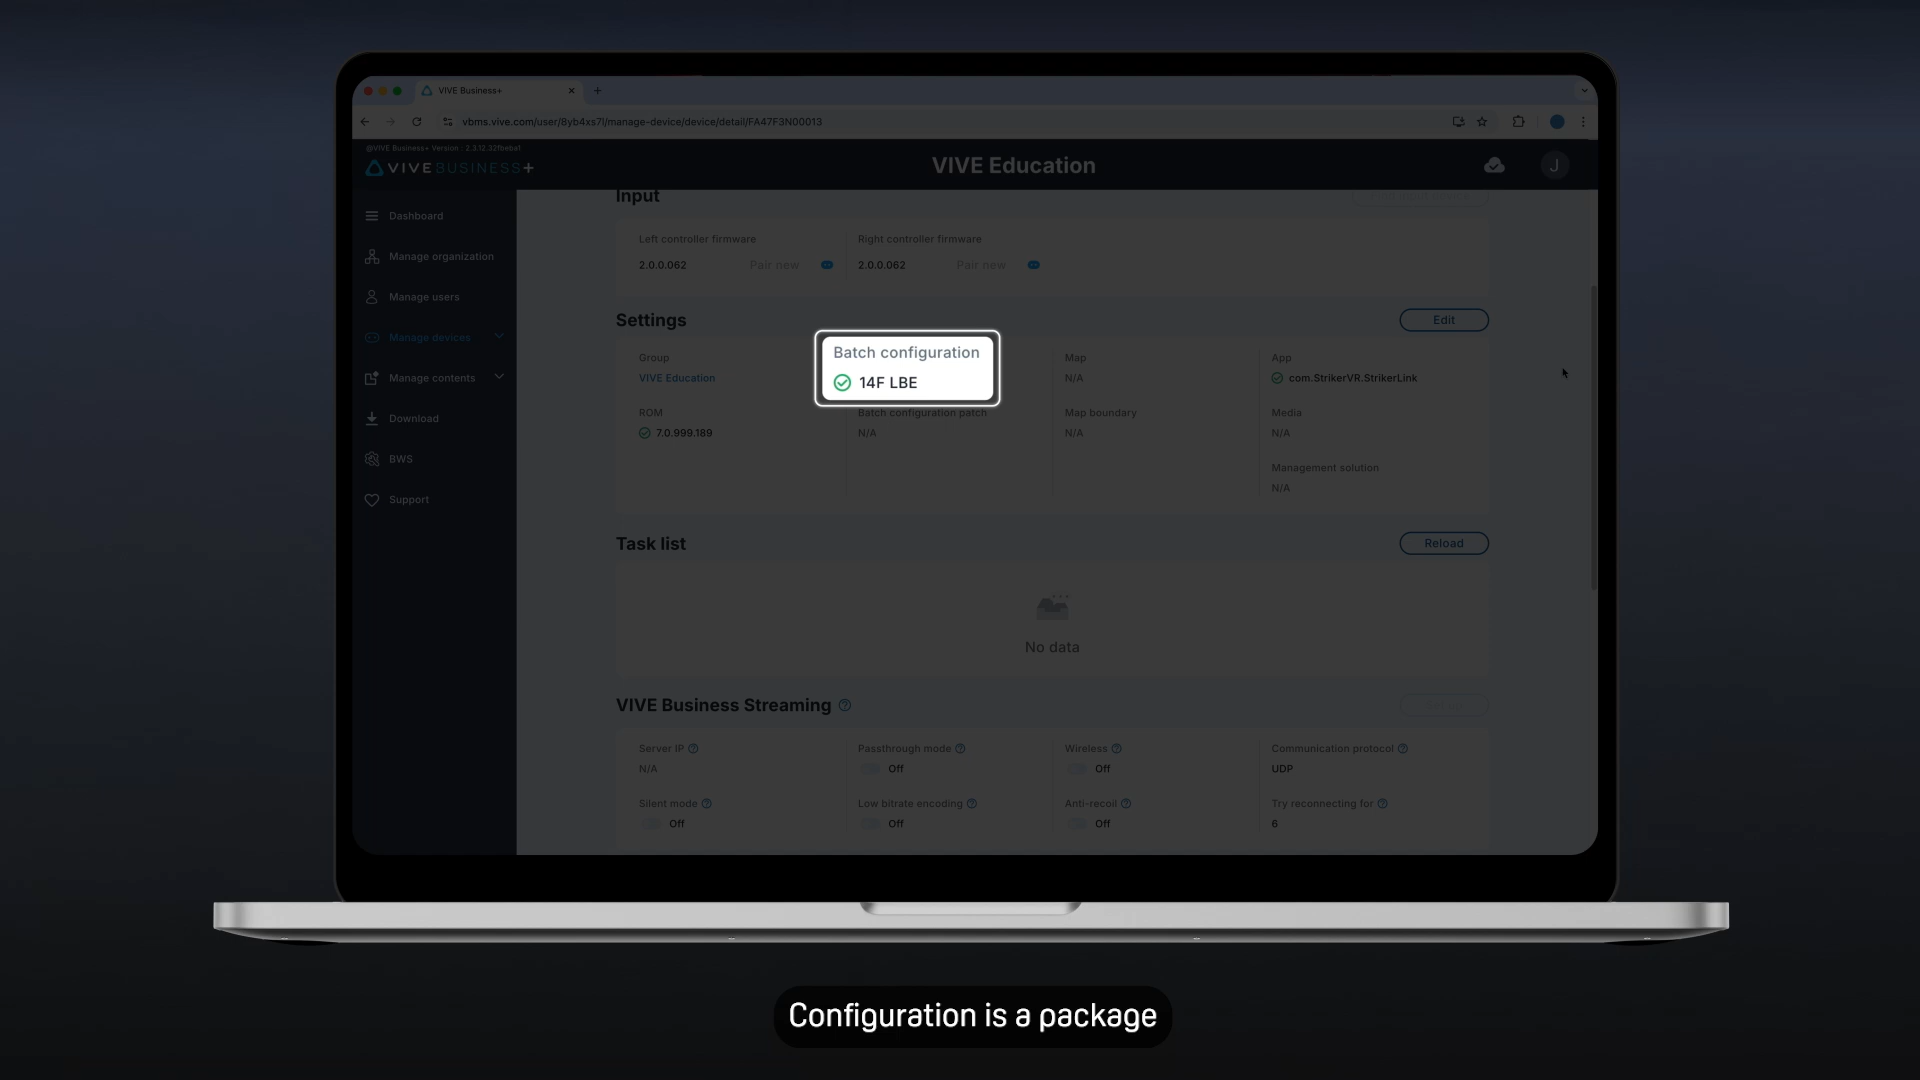 VIVE Business+
vbms.vive.com/user/8yb4xs7l/manage-device/device/detail/FA47F3N00013
VIVE BUSINESS+
VIVE Education
J
Dashboard
Manage organization
Manage users
Manage devices
Manage contents
Download
BWS
Support
Input
Left controller firmware
2.0.0.062 Pair new
Right controller firmware
2.0.0.062 Pair new
Settings
Edit
Group
VIVE Education
ROM
7.0.999.189
Batch configuration
14F LBE
Batch configuration patch
N/A
Map
N/A
Map boundary
N/A
App
com.StrikerVR.StrikerLink
Media
N/A
Management solution
N/A
Task list
Reload
No data
VIVE Business Streaming
Server IP
N/A
Passthrough mode
Off
Wireless
Off
Communication protocol
UDP
Silent mode
Off
Low bitrate encoding
Off
Anti-recoil
Off
Try reconnecting for
6
Configuration is a package